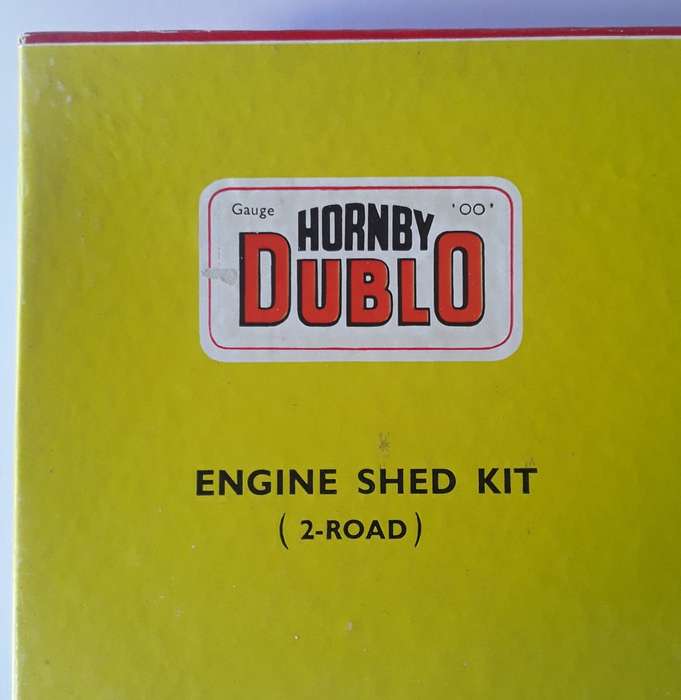 Gauge 'OO'
HORNBY
DUBLO
ENGINE SHED KIT
(2-ROAD)